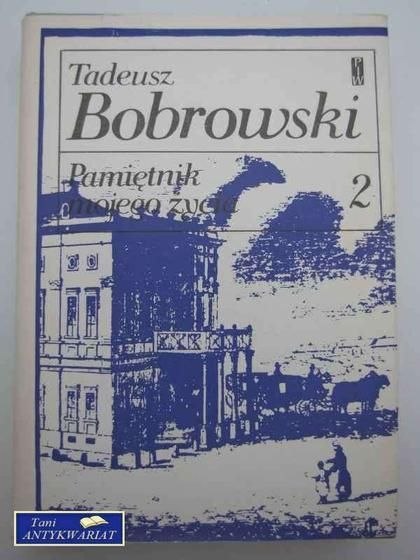 Tadeusz
Bobrowski
PIW
Pamiętnik
mojego życia
2
Tani
ANTYKWARIAT